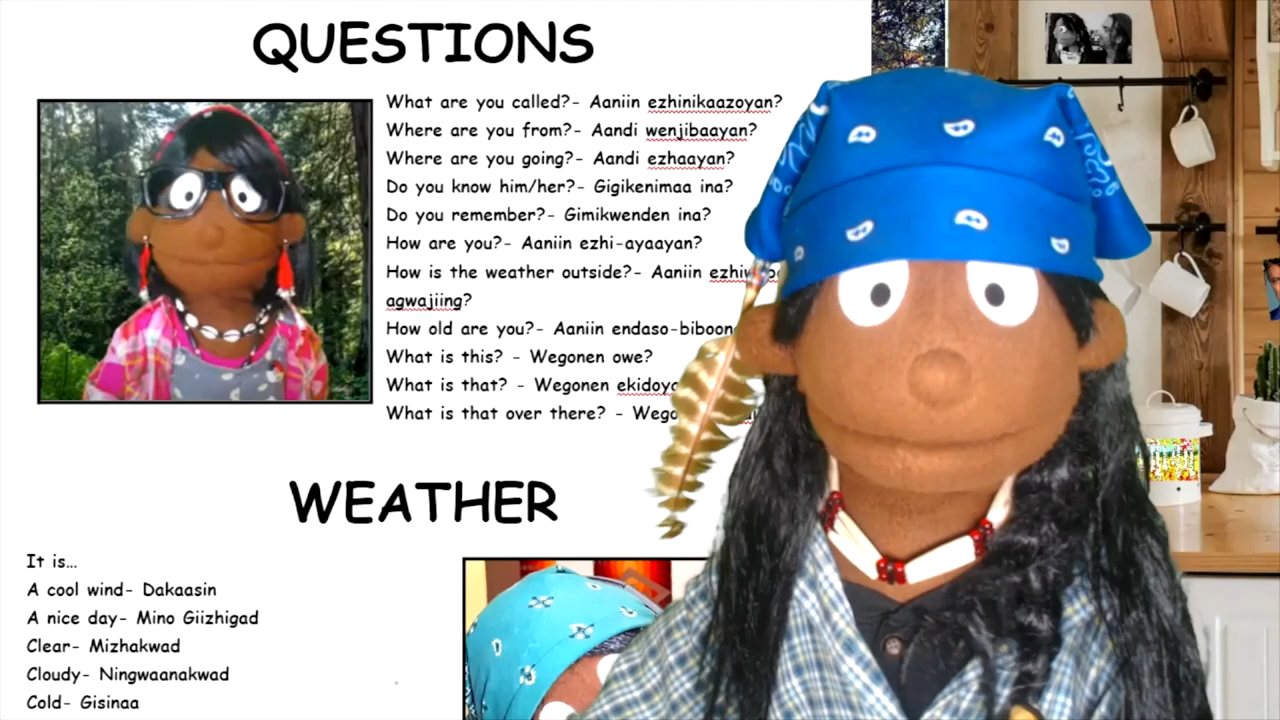 QUESTIONS
What are you called?- Aaniin ezhinikaazoyan?
Where are you from?- Aandi wenjibaayan?
Where are you going?- Aandi ezhaayan?
Do you know him/her?- Gigikenimaa ina?
Do you remember?- Gimikwenden ina?
How are you?- Aaniin ezhi-ayaayan?
How is the weather outside?- Aaniin
agwajiing?
How old are you?- Aaniin
What is this? - Wegonen owe?
What is that? - Wegonen
What is that over there? -
WEATHER
It is...
A cool wind- Dakaasin
A nice day- Mino Giizhigad
Clear- Mizhakwad
Cloudy- Ningwaanakwad
Cold- Gisinaa